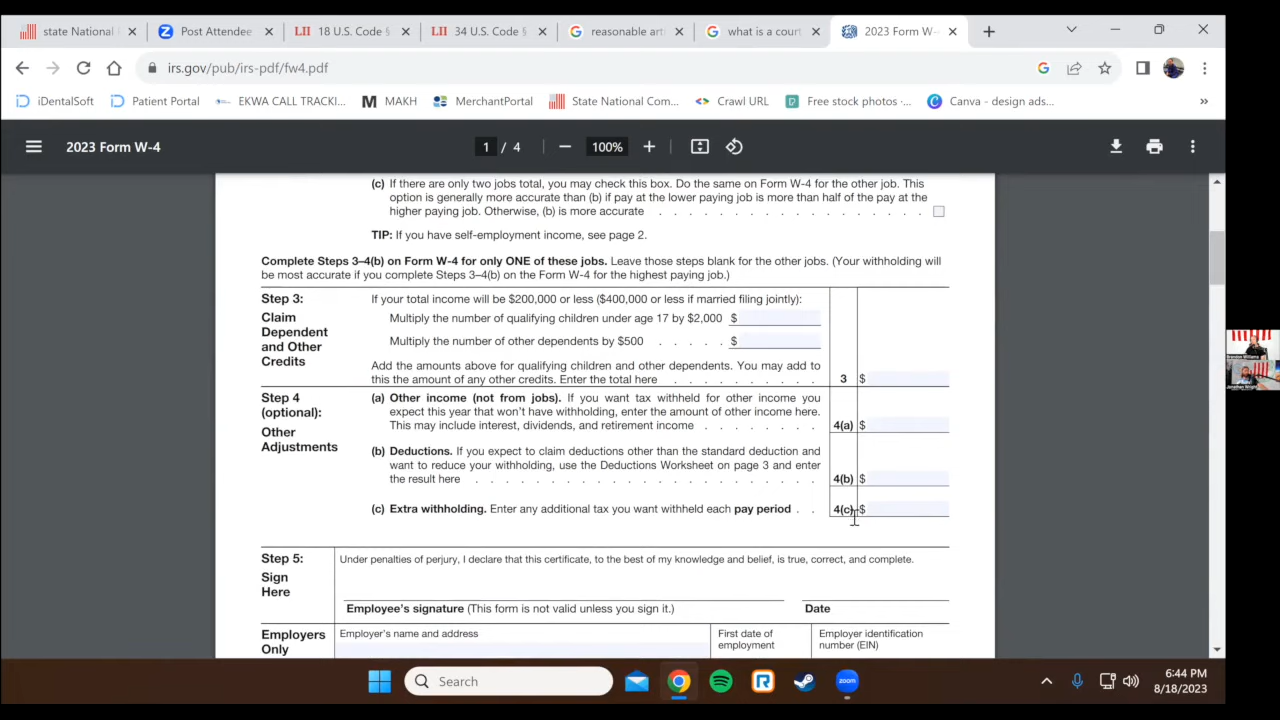 state National
Post Attendee
LII 18 U.S. Code §
LII 34 U.S. Code §
G reasonable arti
G what is a court
2023 Form W-
irs.gov/pub/irs-pdf/fw4.pdf
iDentalSoft
Patient Portal
EKWA CALL TRACKI...
M MAKH
MerchantPortal
State National Com...
Crawl URL
Free stock photos -...
Canva - design ads...
»
2023 Form W-4
1 / 4
100%
(c) If there are only two jobs total, you may check this box. Do the same on Form W-4 for the other job. This
option is generally more accurate than (b) if pay at the lower paying job is more than half of the pay at the
higher paying job. Otherwise, (b) is more accurate . . . . . . . . . . . . . . . . . .
TIP: If you have self-employment income, see page 2.
Complete Steps 3–4(b) on Form W-4 for only ONE of these jobs. Leave those steps blank for the other jobs. (Your withholding will
be most accurate if you complete Steps 3–4(b) on the Form W-4 for the highest paying job.)
Step 3:
Claim
Dependent
and Other
Credits
If your total income will be $200,000 or less ($400,000 or less if married filing jointly):
Multiply the number of qualifying children under age 17 by $2,000 $
Multiply the number of other dependents by $500 . . . . . $
Add the amounts above for qualifying children and other dependents. You may add to
this the amount of any other credits. Enter the total here . . . . . . . . . . 3 $
Step 4
(optional):
Other
Adjustments
(a) Other income (not from jobs). If you want tax withheld for other income you
expect this year that won't have withholding, enter the amount of other income here.
This may include interest, dividends, and retirement income . . . . . . . 4(a) $
(b) Deductions. If you expect to claim deductions other than the standard deduction and
want to reduce your withholding, use the Deductions Worksheet on page 3 and enter
the result here . . . . . . . . . . . . . . . . . . . . . . . 4(b) $
(c) Extra withholding. Enter any additional tax you want withheld each pay period . . 4(c) $
Step 5:
Sign
Here
Under penalties of perjury, I declare that this certificate, to the best of my knowledge and belief, is true, correct, and complete.
Employee's signature (This form is not valid unless you sign it.)
Date
Employers
Only
Employer's name and address
First date of
employment
Employer identification
number (EIN)
Brandon Williams
Jonathan Wright
Search
zoom
6:44 PM
8/18/2023